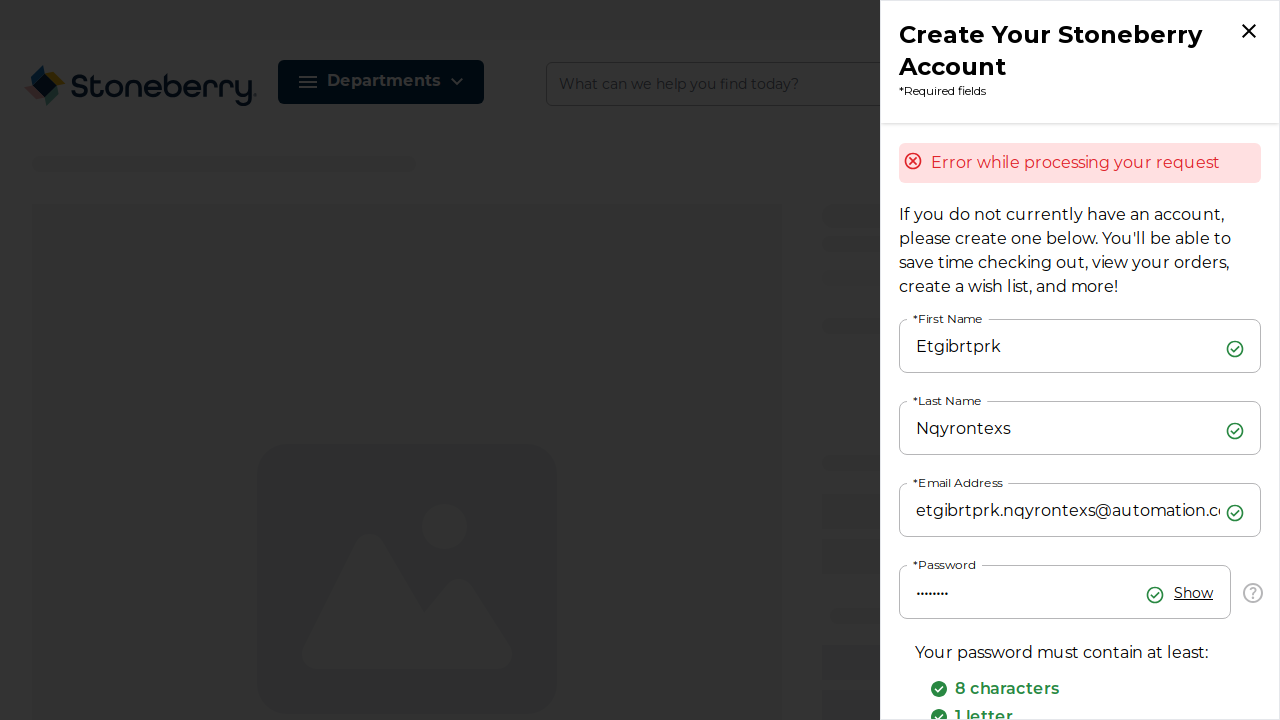 Stoneberry
Departments
What can we help you find today?
Create Your Stoneberry
Account
*Required fields
Error while processing your request
If you do not currently have an account,
please create one below. You'll be able to
save time checking out, view your orders,
create a wish list, and more!
*First Name
Etgibrtprk
*Last Name
Nqyrontexs
*Email Address
etgibrtprk.nqyrontexs@automation.co
*Password
••••••••
Show
Your password must contain at least:
8 characters
1 letter